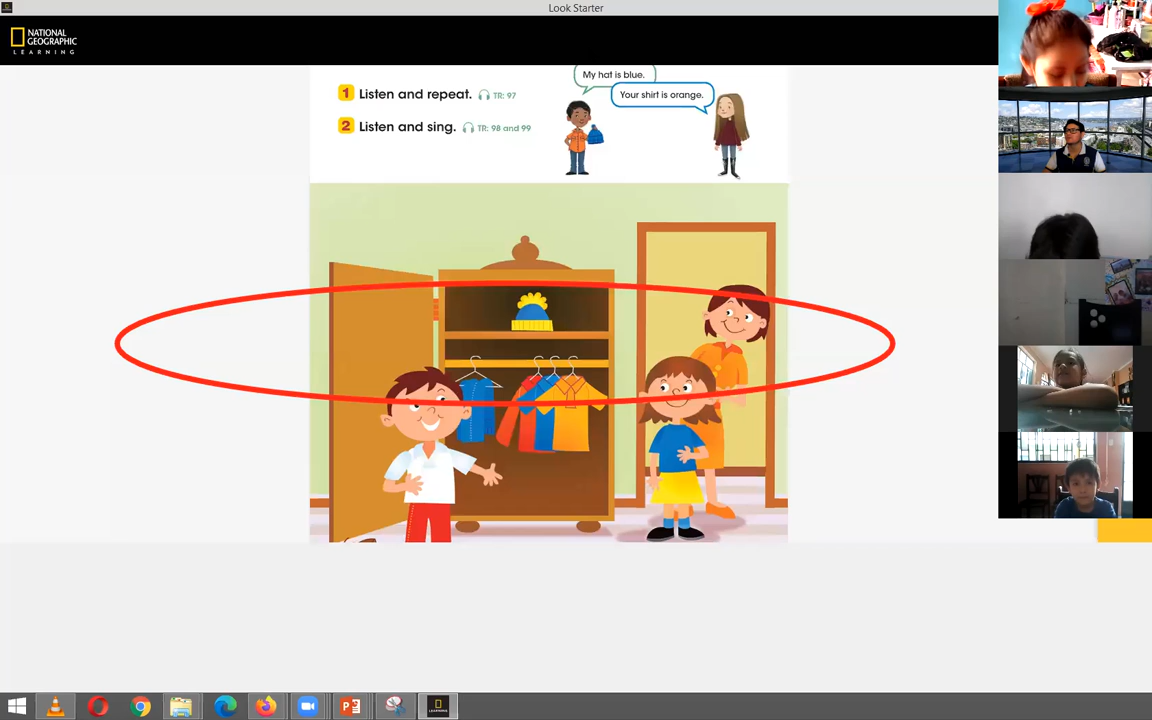 Look Starter
NATIONAL
GEOGRAPHIC
LEARNING
My hat is blue.
Your shirt is orange.
1 Listen and repeat. TR: 97
2 Listen and sing. TR: 98 and 99